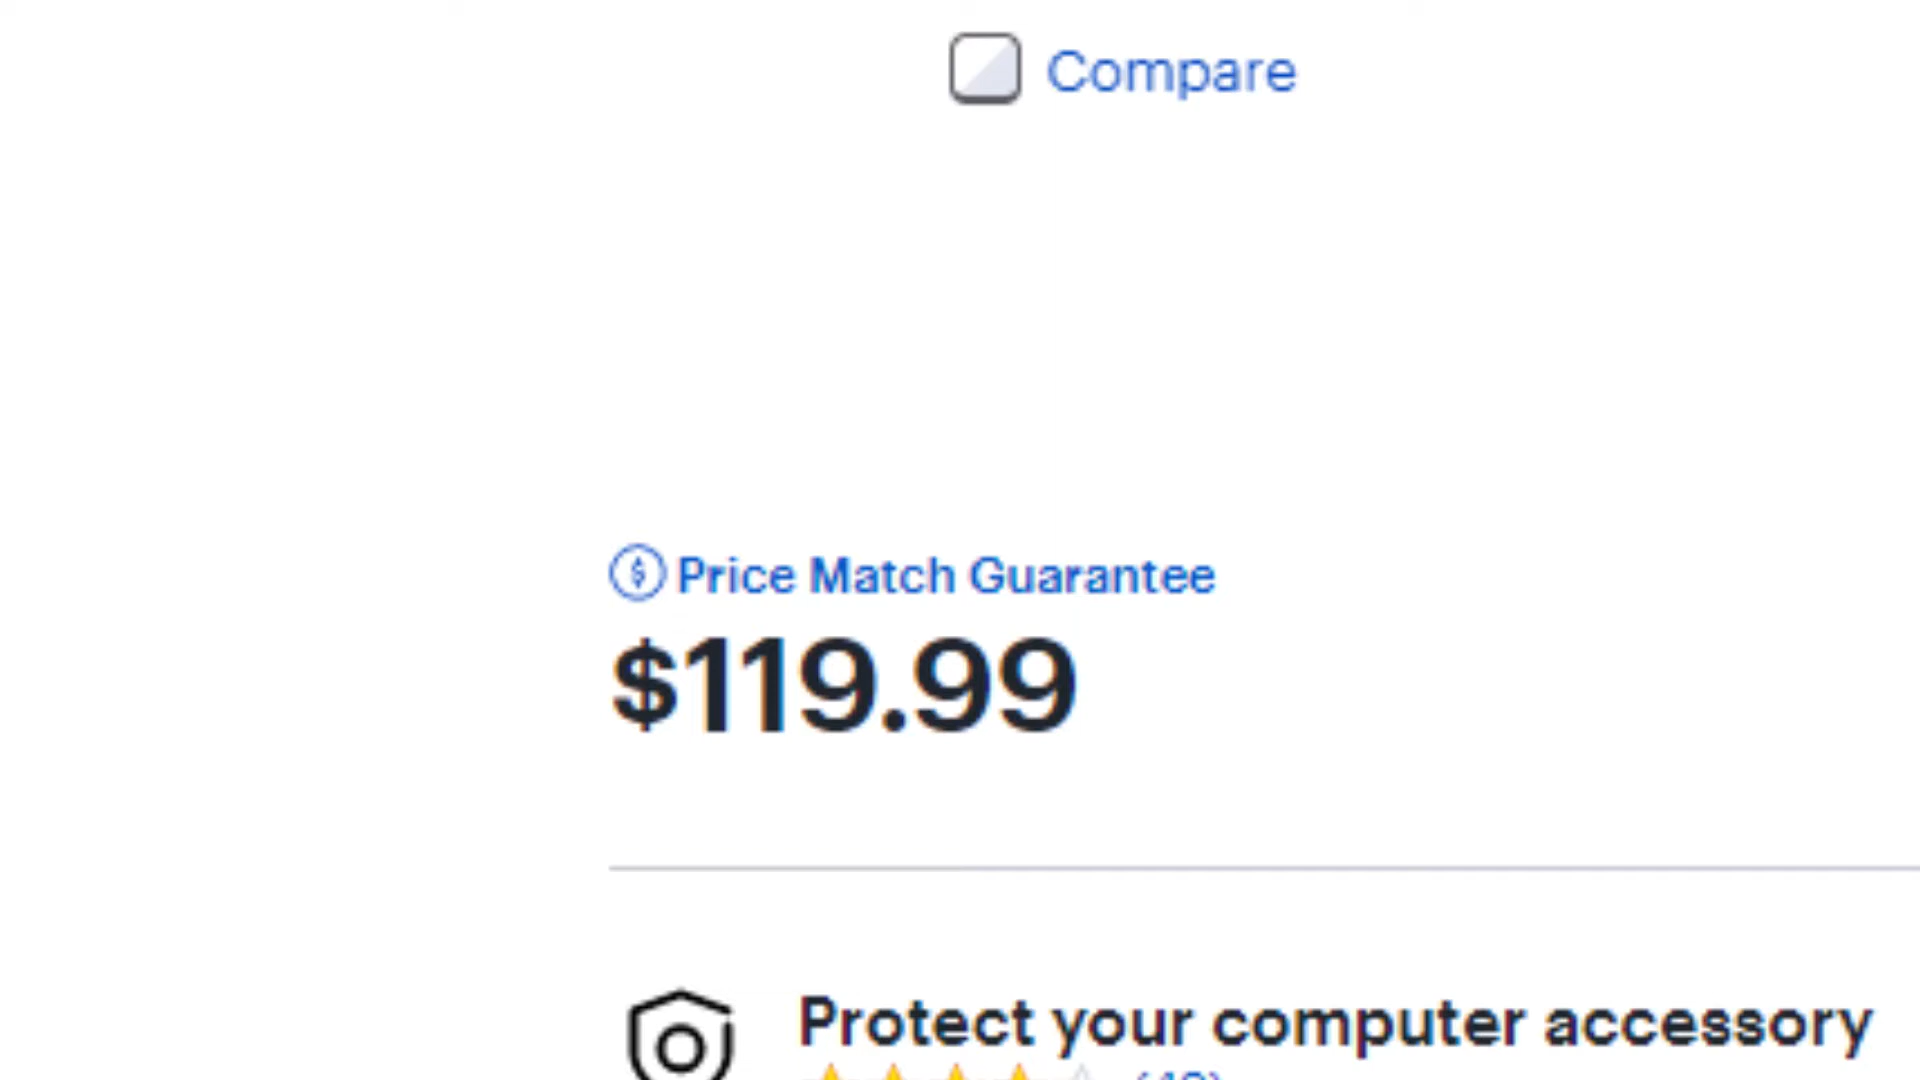 Compare
Price Match Guarantee
$119.99
Protect your computer accessory